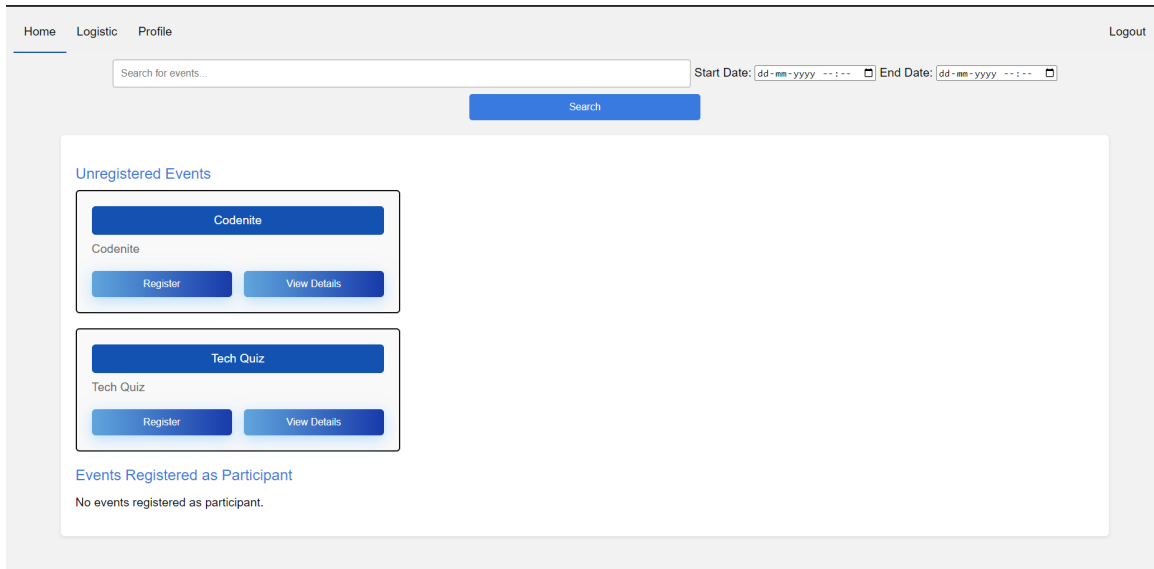 Home Logistic Profile Logout
Search for events... Start Date: dd-mm-yyyy --:-- End Date: dd-mm-yyyy --:--
Search
Unregistered Events
Codenite
Codenite
Register View Details
Tech Quiz
Tech Quiz
Register View Details
Events Registered as Participant
No events registered as participant.